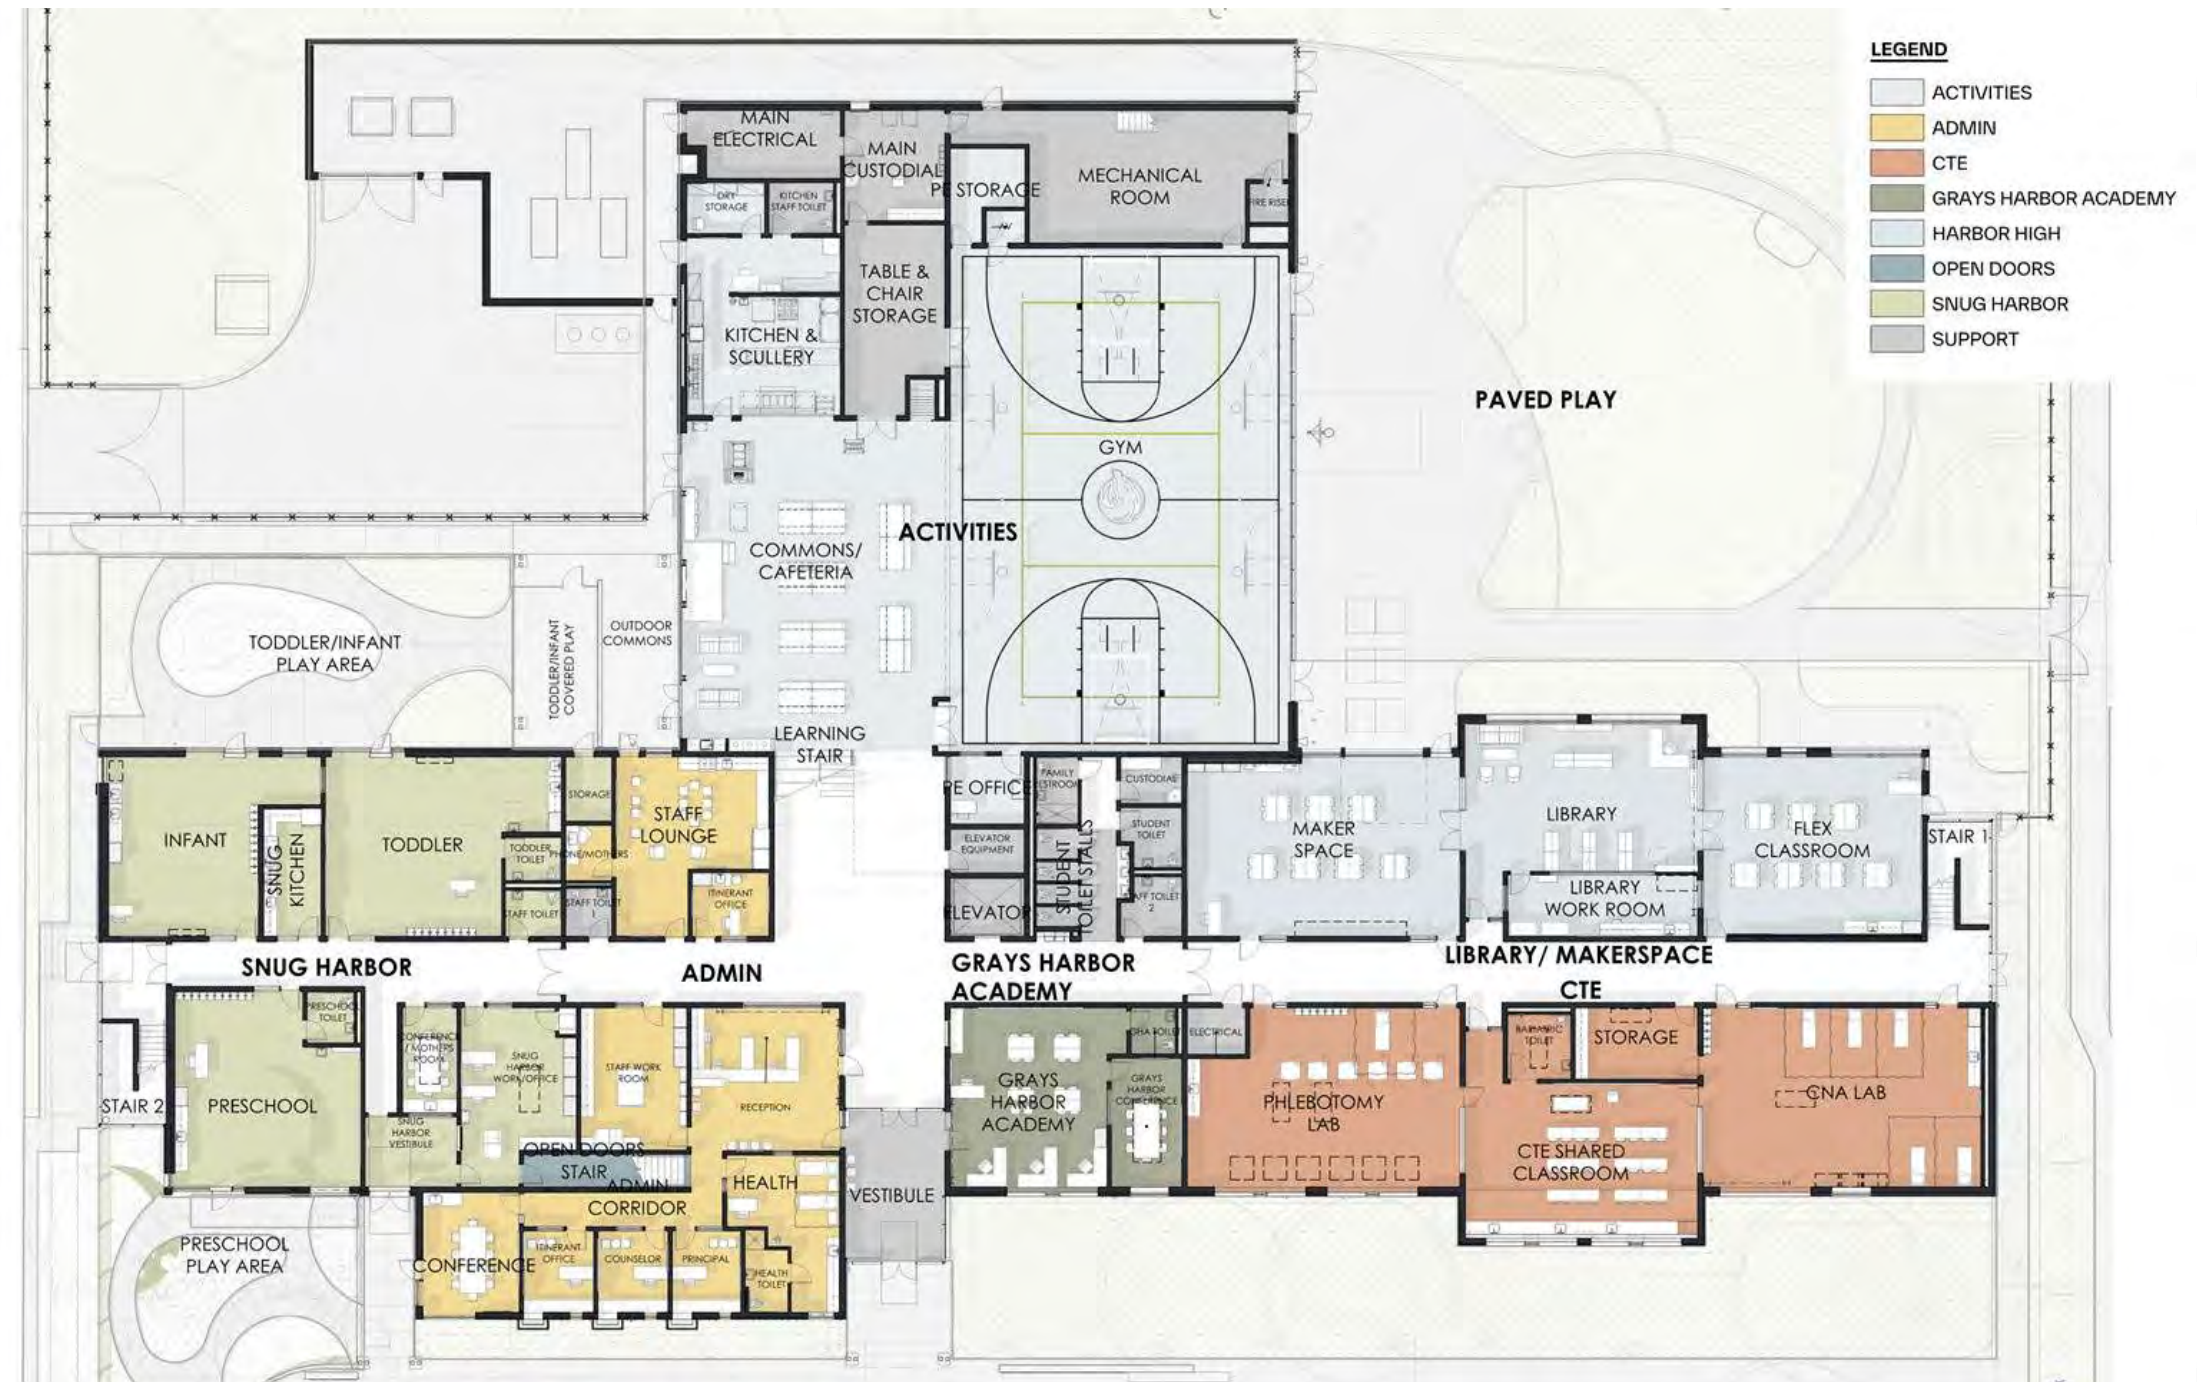 LEGEND
ACTIVITIES
ADMIN
CTE
GRAYS HARBOR ACADEMY
HARBOR HIGH
OPEN DOORS
SNUG HARBOR
SUPPORT
MAIN
ELECTRICAL
MAIN
CUSTODIAL
PE STORAGE
MECHANICAL
ROOM
FIRE RISER
DRY
STORAGE
KITCHEN
STAFF TOILET
TABLE &
CHAIR
STORAGE
KITCHEN &
SCULLERY
PAVED PLAY
GYM
ACTIVITIES
COMMONS/
CAFETERIA
OUTDOOR
COMMONS
TODDLER/INFANT
PLAY AREA
TODDLER/INFANT
COVERED PLAY
LEARNING
STAIR
INFANT
SNUG
KITCHEN
TODDLER
TODDLER
TOILET
STAFF TOILET
STORAGE
PHONE/MOTHERS
STAFF TOILET
1
STAFF
LOUNGE
ITINERANT
OFFICE
PE OFFICE
ELEVATOR
EQUIPMENT
ELEVATOR
FAMILY
RESTROOM
STUDENT
TOILET STALLS
CUSTODIAL
STUDENT
TOILET
STAFF TOILET
2
MAKER
SPACE
LIBRARY
LIBRARY
WORK ROOM
FLEX
CLASSROOM
STAIR 1
SNUG HARBOR
ADMIN
GRAYS HARBOR
ACADEMY
LIBRARY/ MAKERSPACE
CTE
STAIR 2
PRESCHOOL
PRESCHOOL
TOILET
CONFERENCE
/ MOTHERS
ROOM
SNUG
HARBOR
WORK/OFFICE
SNUG
HARBOR
VESTIBULE
STAFF WORK
ROOM
RECEPTION
OPEN DOORS
STAIR
ADMIN
CORRIDOR
HEALTH
VESTIBULE
CONFERENCE
ITINERANT
OFFICE
COUNSELOR
PRINCIPAL
HEALTH
TOILET
PRESCHOOL
PLAY AREA
GRAYS
HARBOR
ACADEMY
GHA TOILET
GRAYS
HARBOR
CONFERENCE
ELECTRICAL
PHLEBOTOMY
LAB
BARIATRIC
TOILET
STORAGE
CTE SHARED
CLASSROOM
CNA LAB